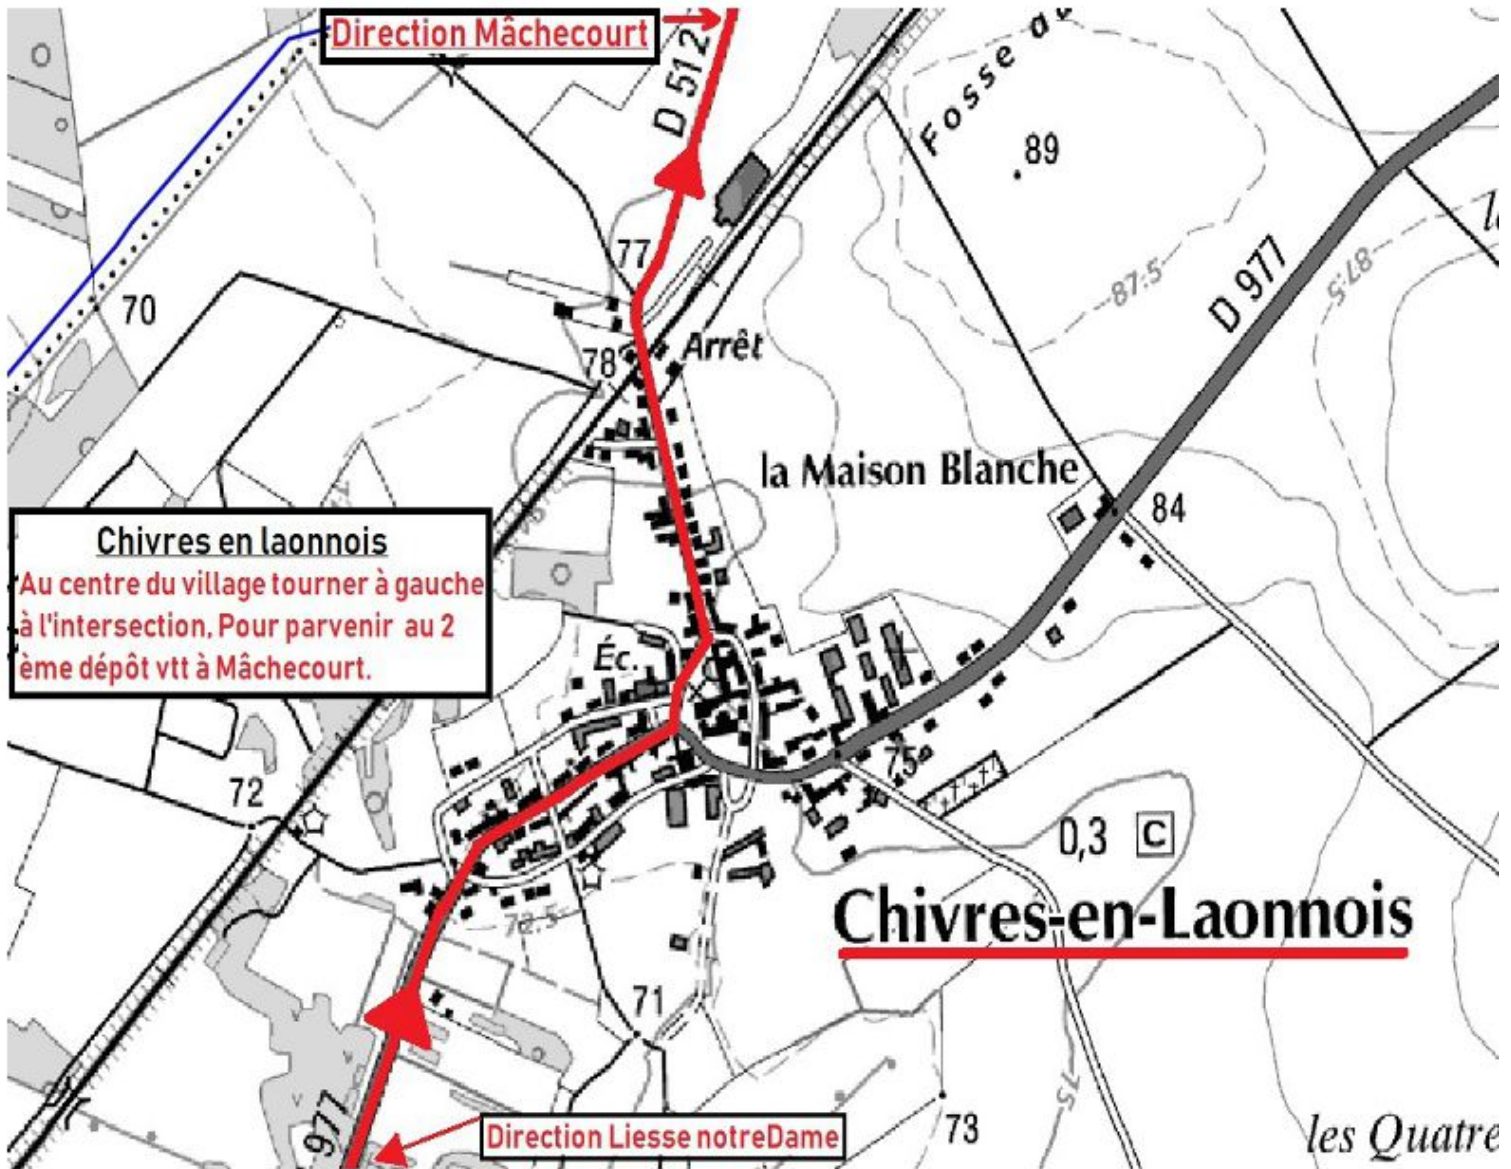 Direction Mâchecourt
D 512
Fosse
89
77
70
87.5
D 977
87.5
78
Arrêt
la Maison Blanche
84
Chivres en laonnois
Au centre du village tourner à gauche
à l'intersection, Pour parvenir au 2
ème dépôt vtt à Mâchecourt.
Éc.
75
72
0,3 C
Chivres-en-Laonnois
72.5
71
977
75
73
Direction Liesse notreDame
les Quatre